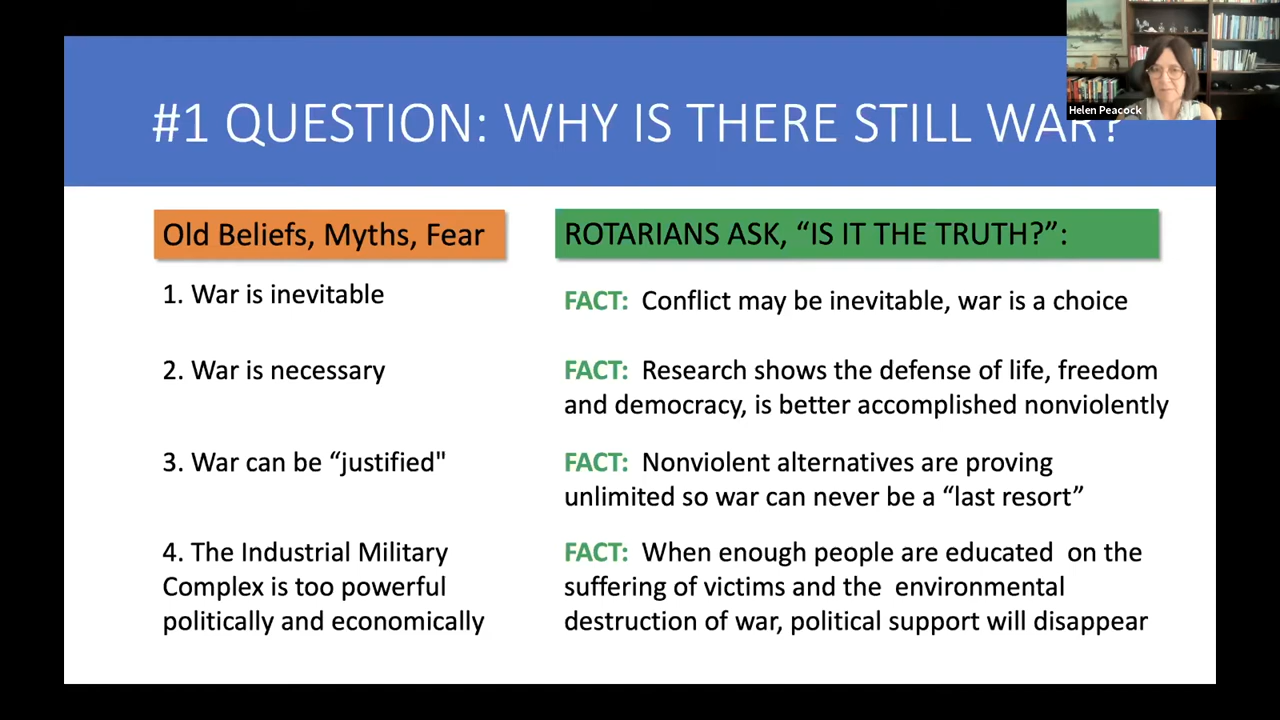 Helen Peacock
#1 QUESTION: WHY IS THERE STILL WAR?
Old Beliefs, Myths, Fear
ROTARIANS ASK, “IS IT THE TRUTH?”:
1. War is inevitable
FACT: Conflict may be inevitable, war is a choice
2. War is necessary
FACT: Research shows the defense of life, freedom
and democracy, is better accomplished nonviolently
3. War can be “justified"
FACT: Nonviolent alternatives are proving
unlimited so war can never be a “last resort”
4. The Industrial Military
Complex is too powerful
politically and economically
FACT: When enough people are educated on the
suffering of victims and the environmental
destruction of war, political support will disappear